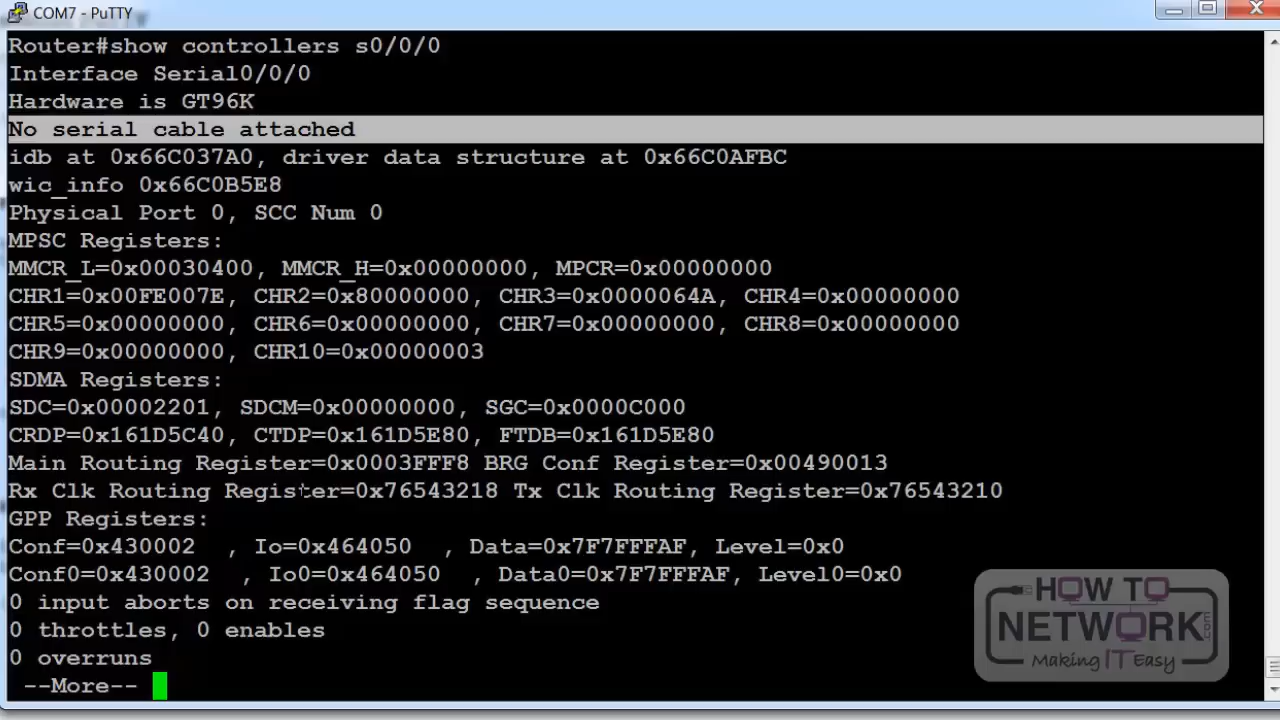 COM7 - PuTTY
Router#show controllers s0/0/0
Interface Serial0/0/0
Hardware is GT96K
No serial cable attached
idb at 0x66C037A0, driver data structure at 0x66C0AFBC
wic_info 0x66C0B5E8
Physical Port 0, SCC Num 0
MPSC Registers:
MMCR_L=0x00030400, MMCR_H=0x00000000, MPCR=0x00000000
CHR1=0x00FE007E, CHR2=0x80000000, CHR3=0x0000064A, CHR4=0x00000000
CHR5=0x00000000, CHR6=0x00000000, CHR7=0x00000000, CHR8=0x00000000
CHR9=0x00000000, CHR10=0x00000003
SDMA Registers:
SDC=0x00002201, SDCM=0x00000000, SGC=0x0000C000
CRDP=0x161D5C40, CTDP=0x161D5E80, FTDB=0x161D5E80
Main Routing Register=0x0003FFF8 BRG Conf Register=0x00490013
Rx Clk Routing Register=0x76543218 Tx Clk Routing Register=0x76543210
GPP Registers:
Conf=0x430002  , Io=0x464050  , Data=0x7F7FFFAF, Level=0x0
Conf0=0x430002  , Io0=0x464050  , Data0=0x7F7FFFAF, Level0=0x0
0 input aborts on receiving flag sequence
0 throttles, 0 enables
0 overruns
--More--
HOW TO
NETWORK.com
Making IT Easy